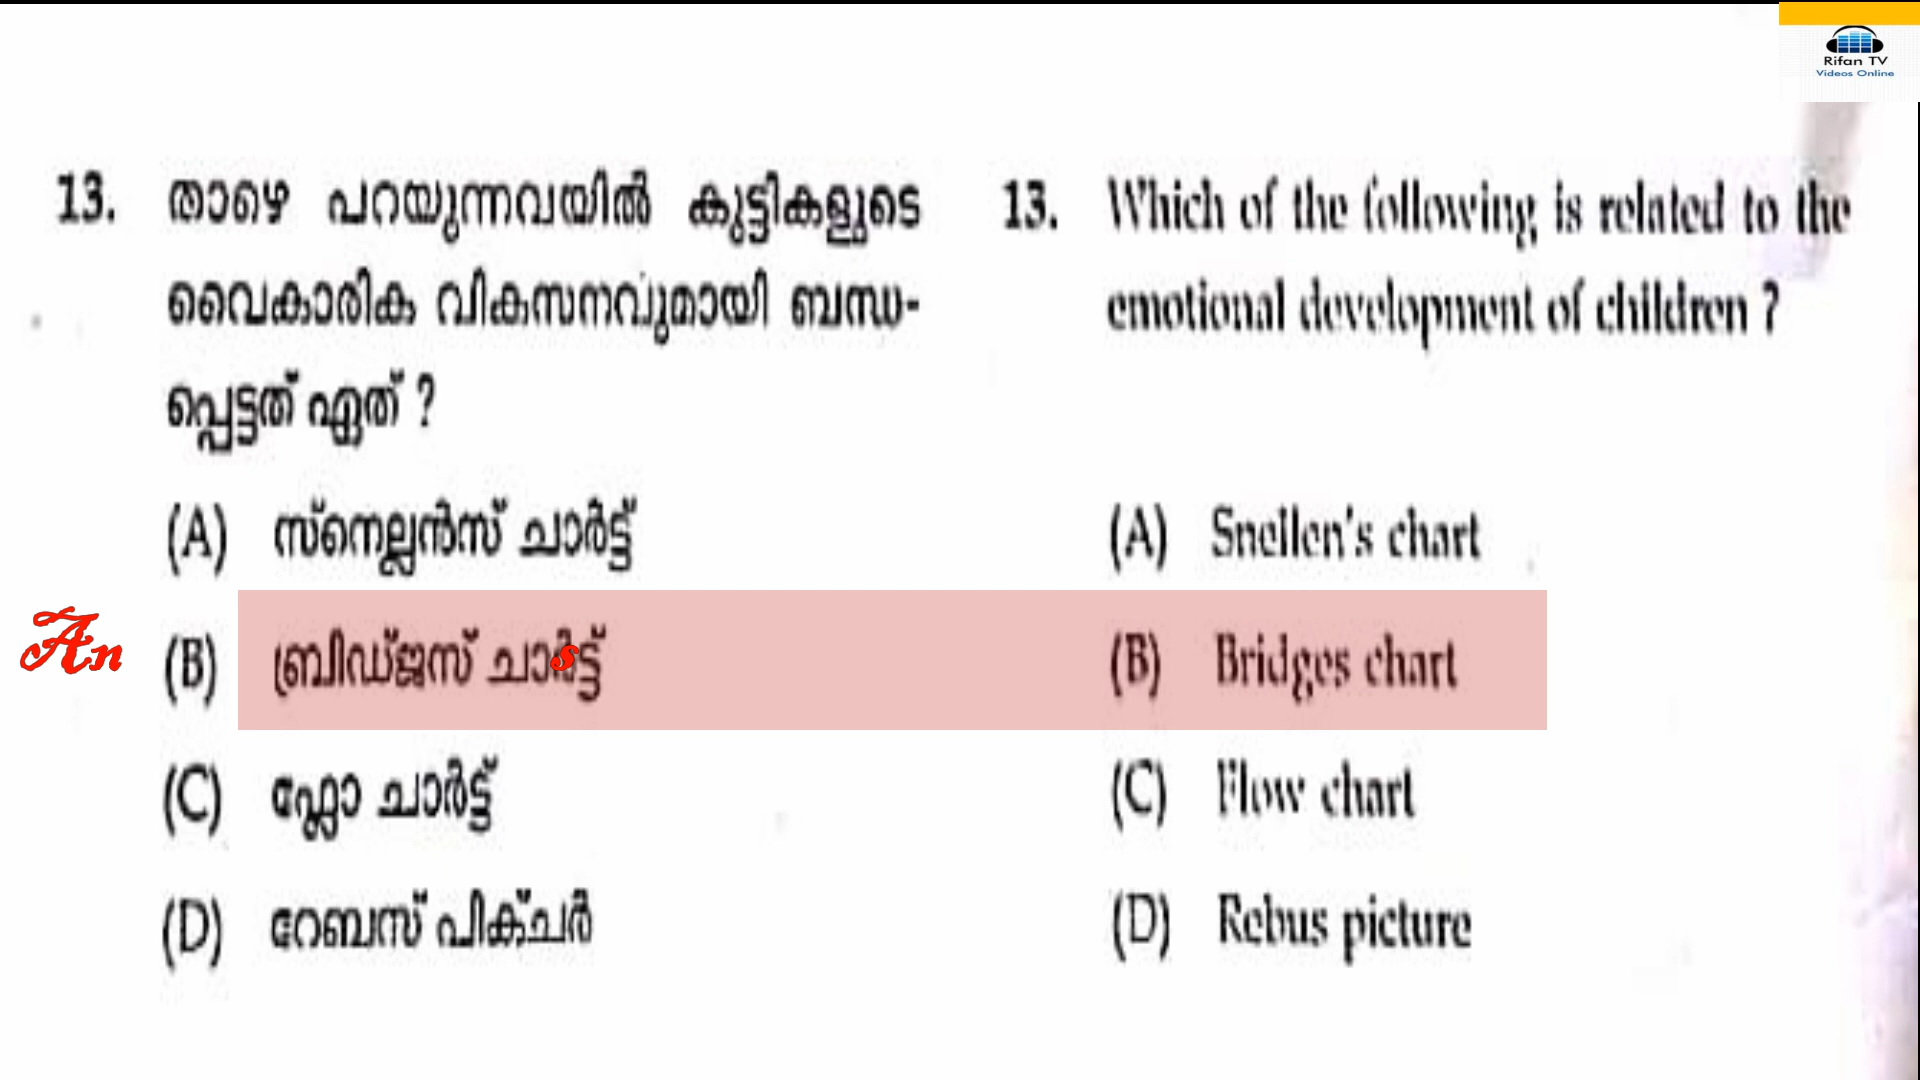 Rifan TV
Videos Online
13. താഴെ പറയുന്നവയിൽ കുട്ടികളുടെ
വൈകാരിക വികസനവുമായി ബന്ധ-
പ്പെട്ടത് ഏത് ?
(A) സ്നെല്ലൻസ് ചാർട്ട്
(B) ബ്രിഡ്ജസ് ചാർട്ട്
(C) ഫ്ലോ ചാർട്ട്
(D) റേബസ് പിക്ചർ
13. Which of the following is related to the
emotional development of children ?
(A) Snellen's chart
(B) Bridges chart
(C) Flow chart
(D) Rebus picture
Ans